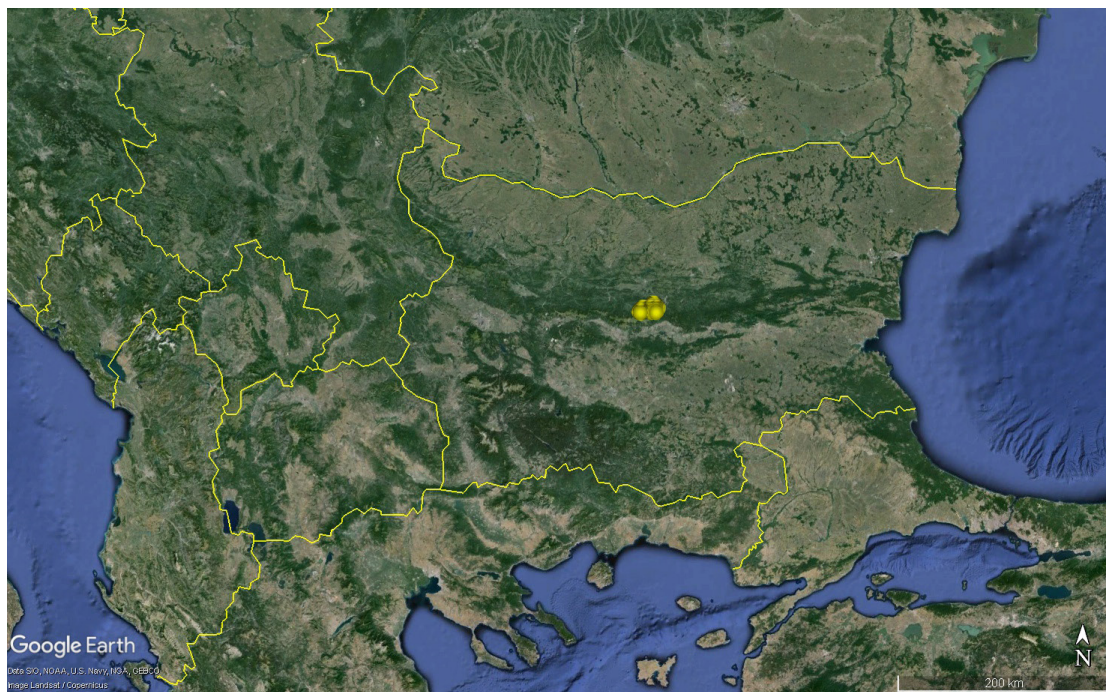 Google Earth
Data SIO, NOAA, U.S. Navy, NGA, GEBCO
Image Landsat / Copernicus
N
200 km